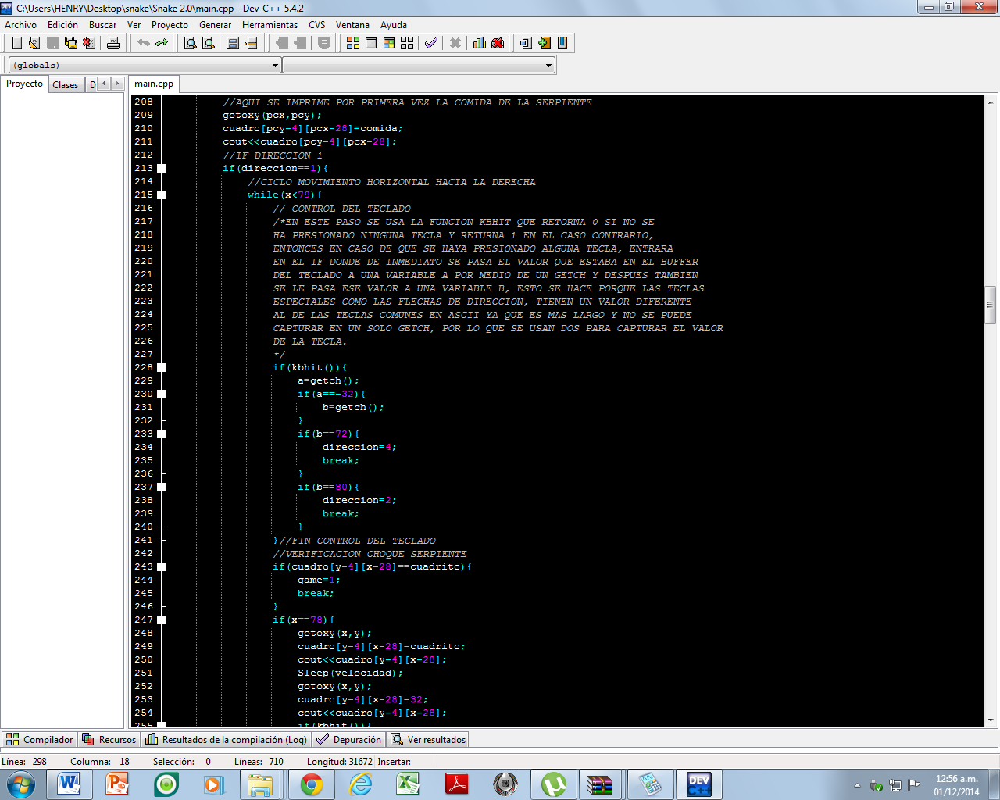 C:\Users\HENRY\Desktop\snake\Snake 2.0\main.cpp - Dev-C++ 5.4.2
Archivo Edición Buscar Ver Proyecto Generar Herramientas CVS Ventana Ayuda
(globals)
Proyecto Clases D
main.cpp
208 //AQUI SE IMPRIME POR PRIMERA VEZ LA COMIDA DE LA SERPIENTE
209 gotoxy(pcx,pcy);
210 cuadro[pcy-4][pcx-28]=comida;
211 cout<<cuadro[pcy-4][pcx-28];
212 //IF DIRECCION 1
213 if(direccion==1){
214 //CICLO MOVIMIENTO HORIZONTAL HACIA LA DERECHA
215 while(x<79){
216 // CONTROL DEL TECLADO
217 /*EN ESTE PASO SE USA LA FUNCION KBHIT QUE RETORNA 0 SI NO SE
218 HA PRESIONADO NINGUNA TECLA Y RETURNA 1 EN EL CASO CONTRARIO,
219 ENTONCES EN CASO DE QUE SE HAYA PRESIONADO ALGUNA TECLA, ENTRARA
220 EN EL IF DONDE DE INMEDIATO SE PASA EL VALOR QUE ESTABA EN EL BUFFER
221 DEL TECLADO A UNA VARIABLE A POR MEDIO DE UN GETCH Y DESPUES TAMBIEN
222 SE LE PASA ESE VALOR A UNA VARIABLE B, ESTO SE HACE PORQUE LAS TECLAS
223 ESPECIALES COMO LAS FLECHAS DE DIRECCION, TIENEN UN VALOR DIFERENTE
224 AL DE LAS TECLAS COMUNES EN ASCII YA QUE ES MAS LARGO Y NO SE PUEDE
225 CAPTURAR EN UN SOLO GETCH, POR LO QUE SE USAN DOS PARA CAPTURAR EL VALOR
226 DE LA TECLA.
227 */
228 if(kbhit()){
229 a=getch();
230 if(a==-32){
231 b=getch();
232 }
233 if(b==72){
234 direccion=4;
235 break;
236 }
237 if(b==80){
238 direccion=2;
239 break;
240 }
241 }//FIN CONTROL DEL TECLADO
242 //VERIFICACION CHOQUE SERPIENTE
243 if(cuadro[y-4][x-28]==cuadrito){
244 game=1;
245 break;
246 }
247 if(x==78){
248 gotoxy(x,y);
249 cuadro[y-4][x-28]=cuadrito;
250 cout<<cuadro[y-4][x-28];
251 Sleep(velocidad);
252 gotoxy(x,y);
253 cuadro[y-4][x-28]=32;
254 cout<<cuadro[y-4][x-28];
255 if(kbhit()){
Compilador Recursos Resultados de la compilación (Log) Depuración Ver resultados
Línea: 298 Columna: 18 Selección: 0 Líneas: 710 Longitud: 31672 Insertar:
12:56 a.m.
01/12/2014
DEV
C++